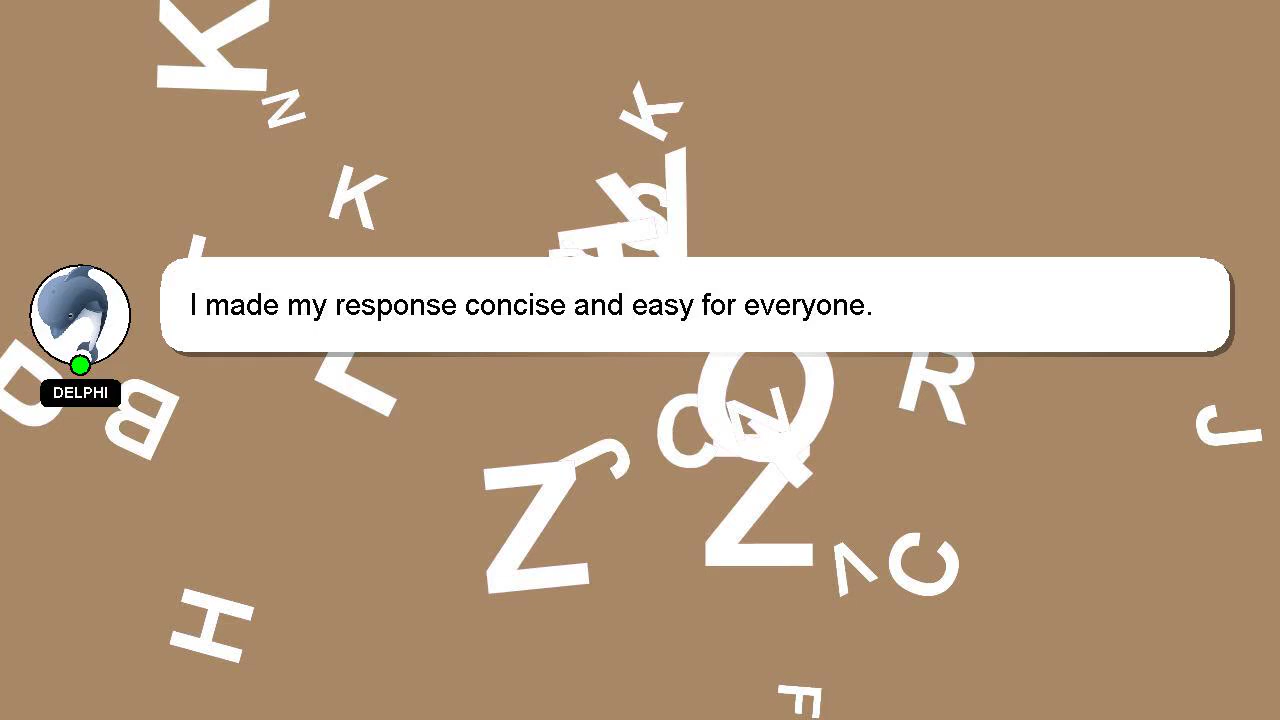 I made my response concise and easy for everyone.
DELPHI
K
N
K
K
S
Q
R
B
C
N
J
J
Z
Z
V
C
H
F